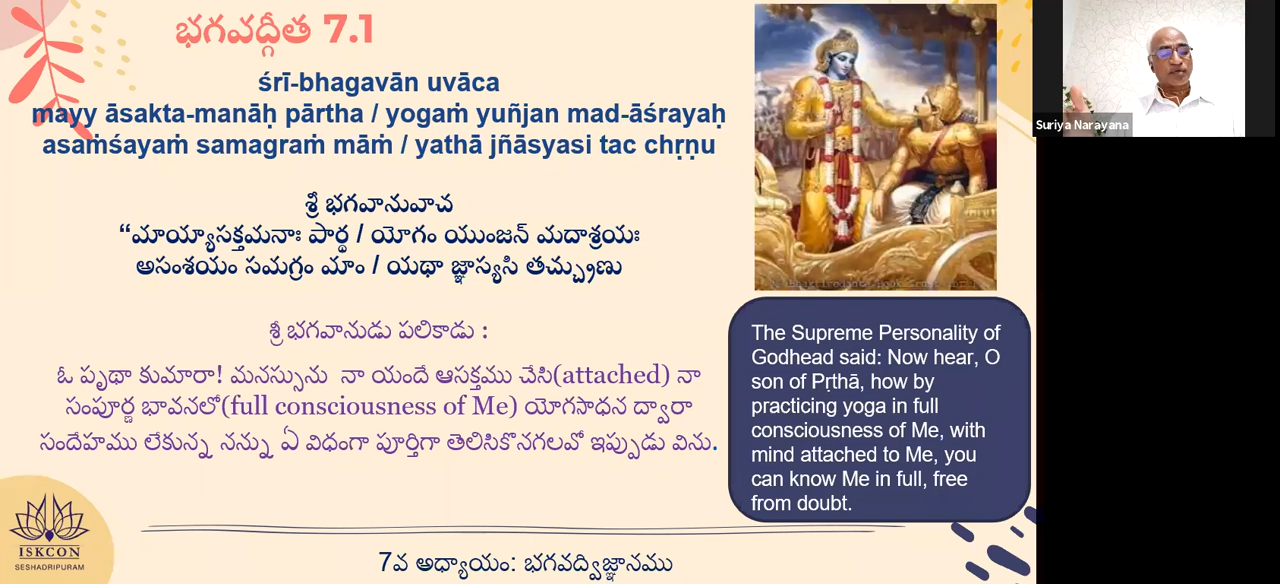 భగవద్గీత 7.1
śrī-bhagavān uvāca
mayy āsakta-manāḥ pārtha / yogaṁ yuñjan mad-āśrayaḥ
asaṁśayaṁ samagraṁ māṁ / yathā jñāsyasi tac chṛṇu
శ్రీ భగవానువాచ
“మాయ్యాసక్తమనాః పార్థ / యోగం యుంజన్ మదాశ్రయః
అసంశయం సమగ్రం మాం / యథా జ్ఞాస్యసి తచ్ఛ్రుణు
శ్రీ భగవానుడు పలికాడు :
ఓ పృథా కుమారా! మనస్సును నా యందే ఆసక్తము చేసి(attached) నా
సంపూర్ణ భావనలో(full consciousness of Me) యోగసాధన ద్వారా
సందేహము లేకున్న నన్ను ఏ విధంగా పూర్తిగా తెలిసికొనగలవో ఇప్పుడు విను.
The Supreme Personality of
Godhead said: Now hear, O
son of Pṛthā, how by
practicing yoga in full
consciousness of Me, with
mind attached to Me, you
can know Me in full, free
from doubt.
ISKCON
SESHADRIPURAM
7వ అధ్యాయం: భగవద్విజ్ఞానము
Suriya Narayana